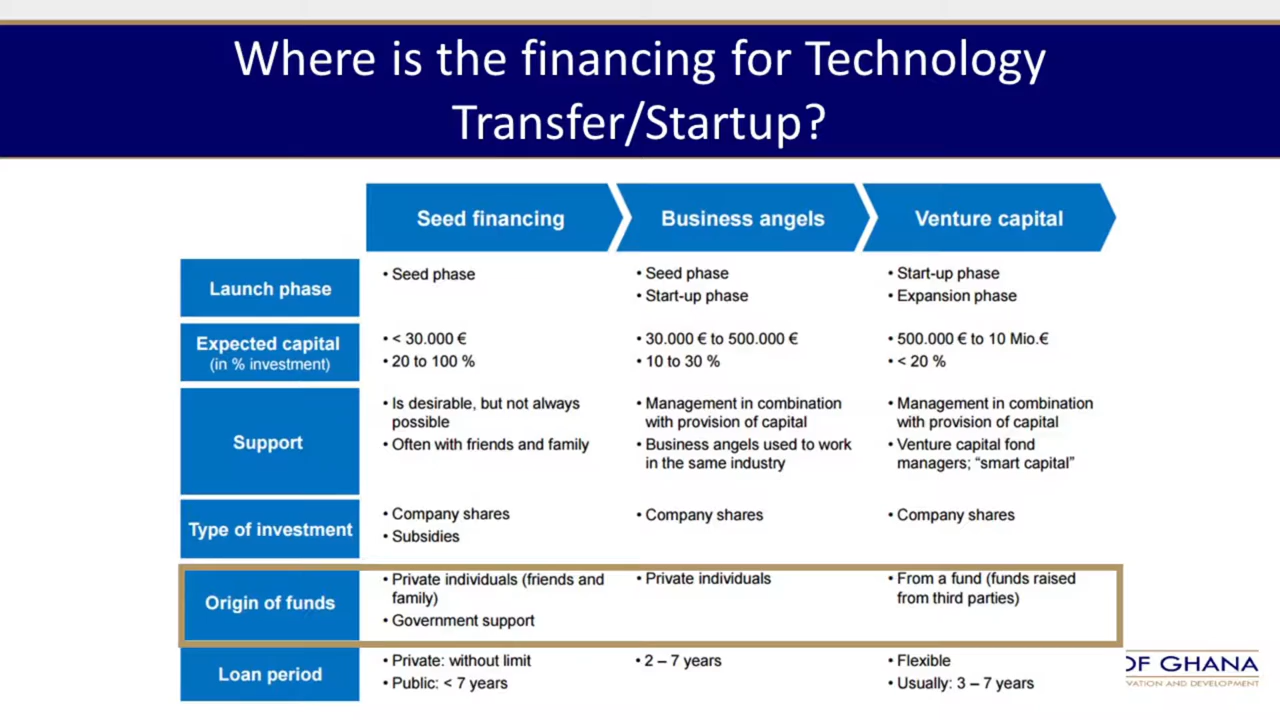 Where is the financing for Technology
Transfer/Startup?
Seed financing
Business angels
Venture capital
Launch phase
• Seed phase
• Seed phase
• Start-up phase
• Start-up phase
• Expansion phase
Expected capital
(in % investment)
• < 30.000 €
• 20 to 100 %
• 30.000 € to 500.000 €
• 10 to 30 %
• 500.000 € to 10 Mio.€
• < 20 %
Support
• Is desirable, but not always
possible
• Often with friends and family
• Management in combination
with provision of capital
• Business angels used to work
in the same industry
• Management in combination
with provision of capital
• Venture capital fond
managers; “smart capital”
Type of investment
• Company shares
• Subsidies
• Company shares
• Company shares
Origin of funds
• Private individuals (friends and
family)
• Government support
• Private individuals
• From a fund (funds raised
from third parties)
Loan period
• Private: without limit
• Public: < 7 years
• 2 – 7 years
• Flexible
• Usually: 3 – 7 years
OF GHANA
AND DEVELOPMENT